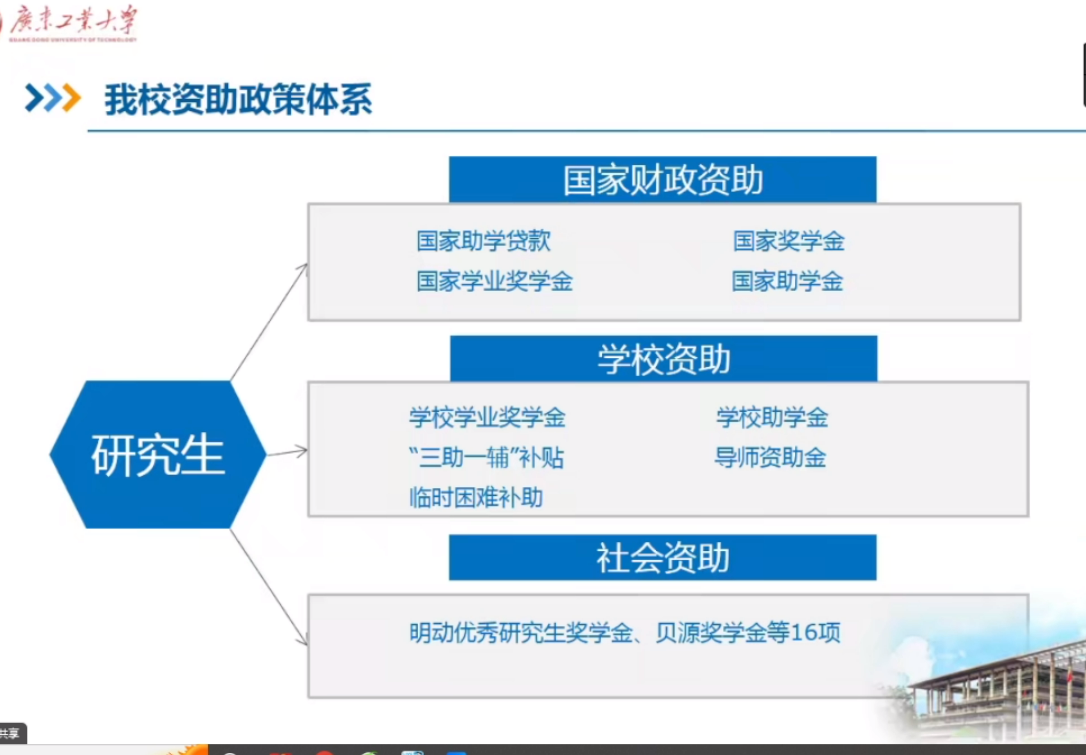 廣東工業大學
GUANGDONG UNIVERSITY OF TECHNOLOGY
我校资助政策体系
国家财政资助
国家助学贷款 国家奖学金
国家学业奖学金 国家助学金
学校资助
学校学业奖学金 学校助学金
“三助一辅”补贴 导师资助金
临时困难补助
研究生
社会资助
明动优秀研究生奖学金、贝源奖学金等16项
共享